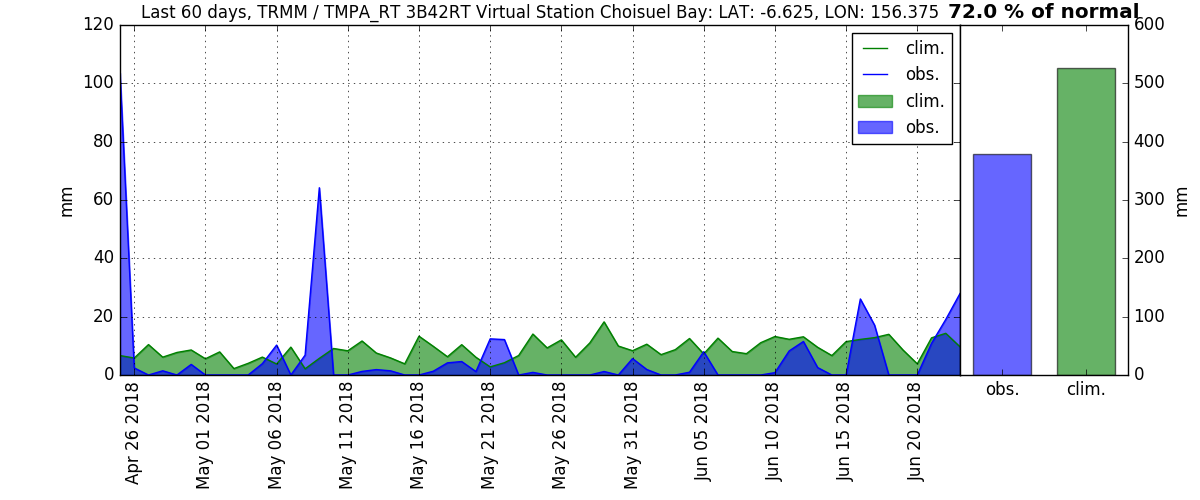 Last 60 days, TRMM / TMPA_RT 3B42RT Virtual Station Choisuel Bay: LAT: -6.625, LON: 156.375 72.0 % of normal
120
100
80
60
40
20
0
mm
clim.
obs.
clim.
obs.
600
500
400
300
200
100
0
mm
Apr 26 2018
May 01 2018
May 06 2018
May 11 2018
May 16 2018
May 21 2018
May 26 2018
May 31 2018
Jun 05 2018
Jun 10 2018
Jun 15 2018
Jun 20 2018
obs.
clim.